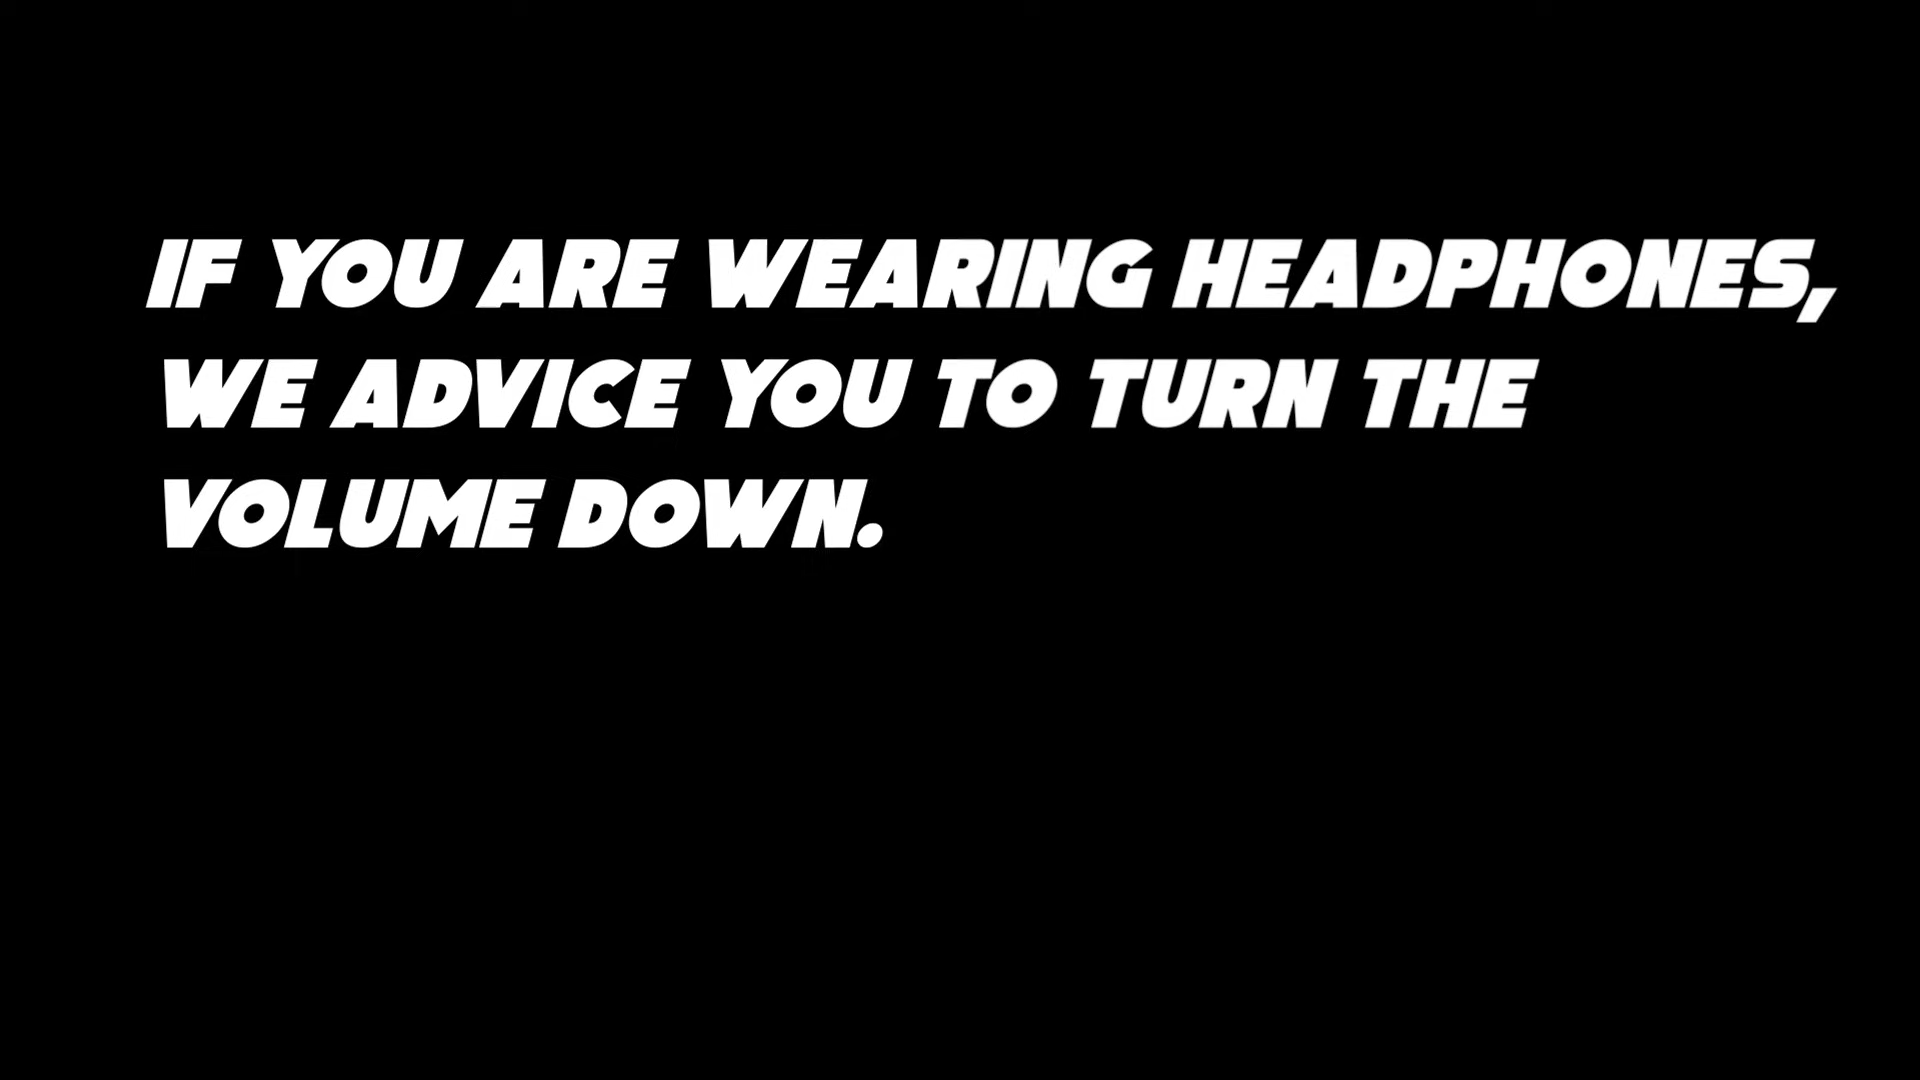 IF YOU ARE WEARING HEADPHONES,
WE ADVICE YOU TO TURN THE
VOLUME DOWN.